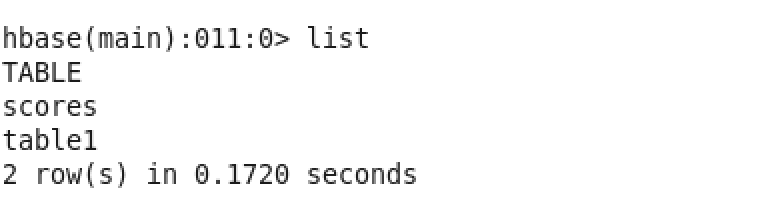 hbase(main):011:0> list
TABLE
scores
table1
2 row(s) in 0.1720 seconds